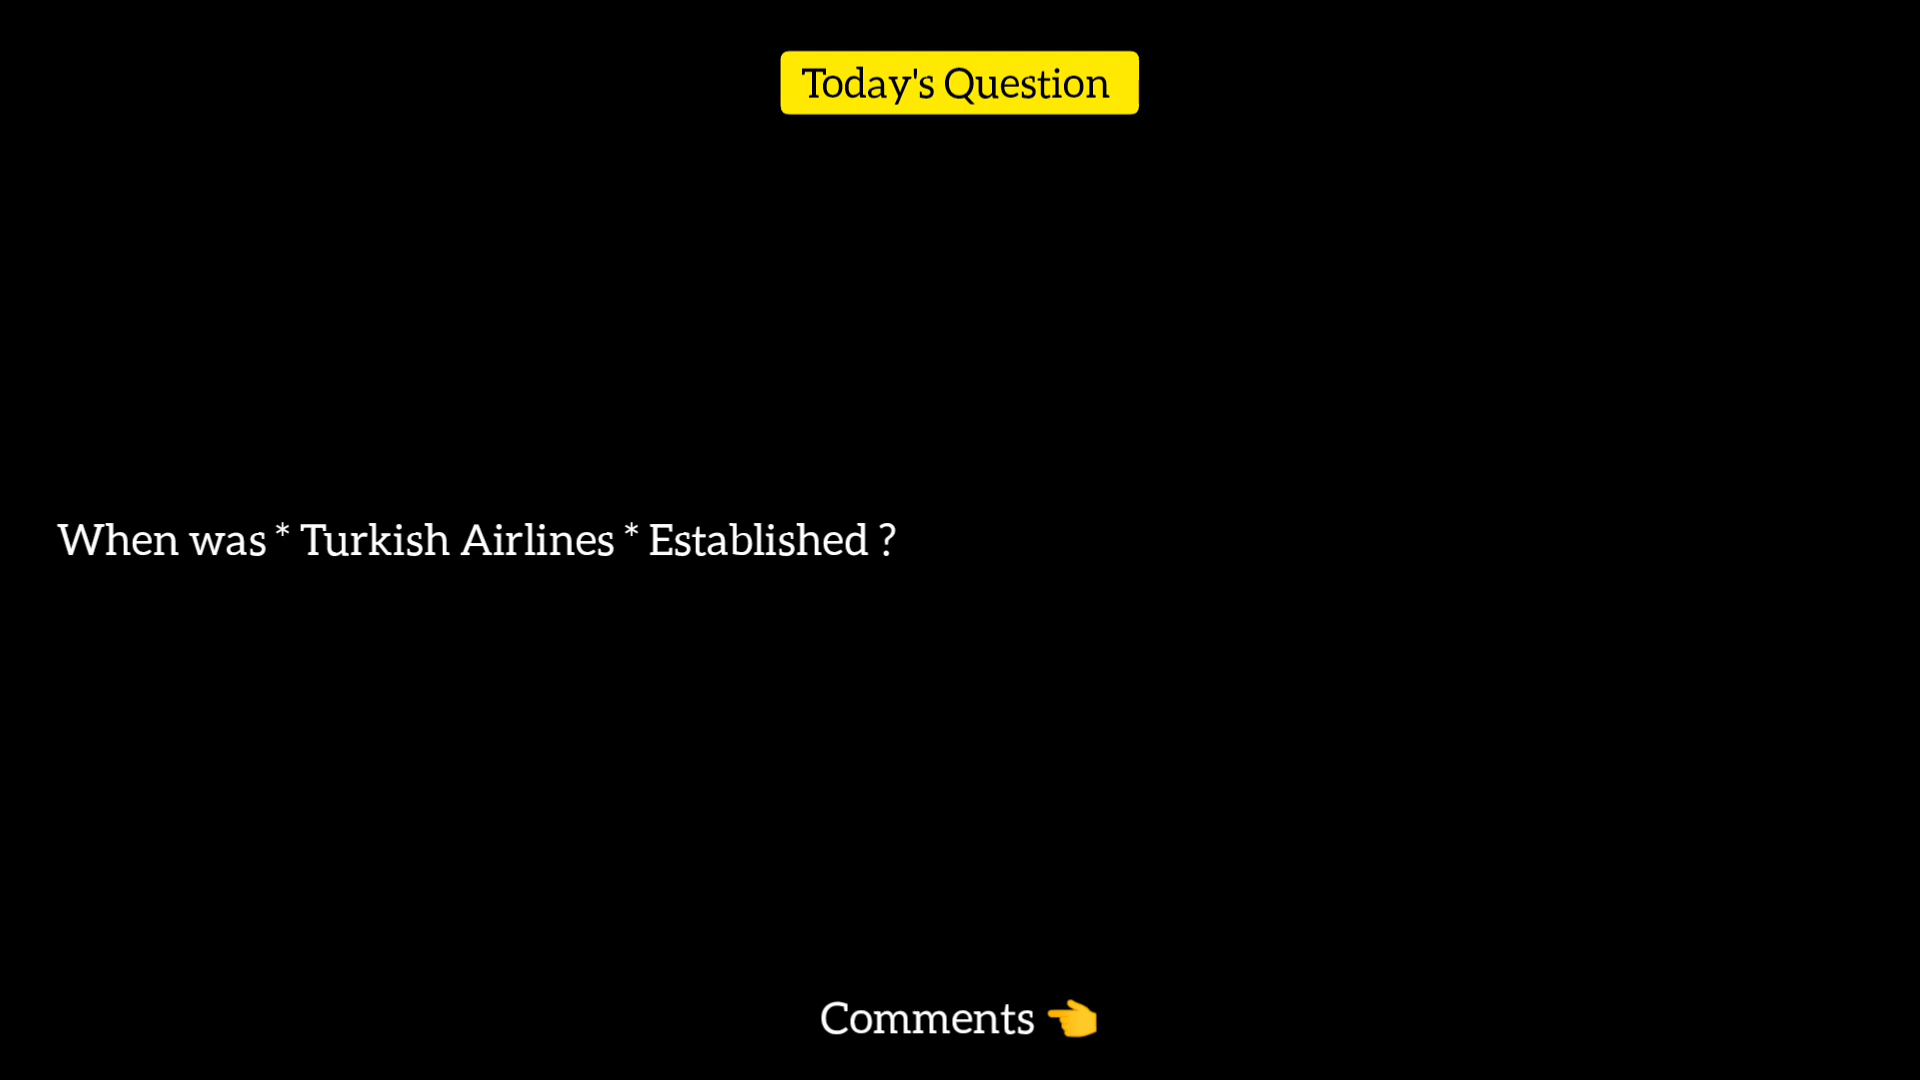 Today's Question
When was * Turkish Airlines * Established ?
Comments 👈